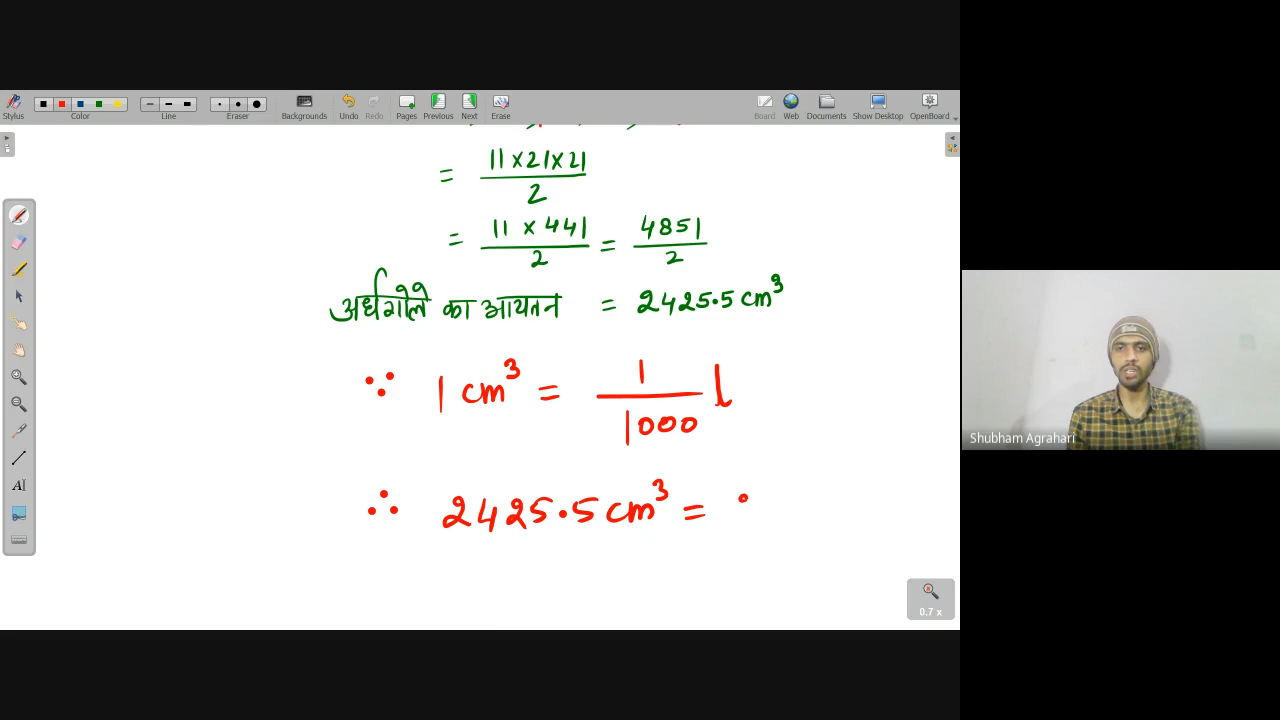 Stylus Color Line Eraser Backgrounds Undo Redo Pages Previous Next Erase Board Web Documents Show Desktop OpenBoard
= 11 × 21 × 21 / 2
= 11 × 441 / 2 = 4851 / 2
अर्धगोले का आयतन = 2425.5 cm³
∵ 1 cm³ = 1 / 1000 l
Shubham Agrahari
∴ 2425.5 cm³ =
0.7 x